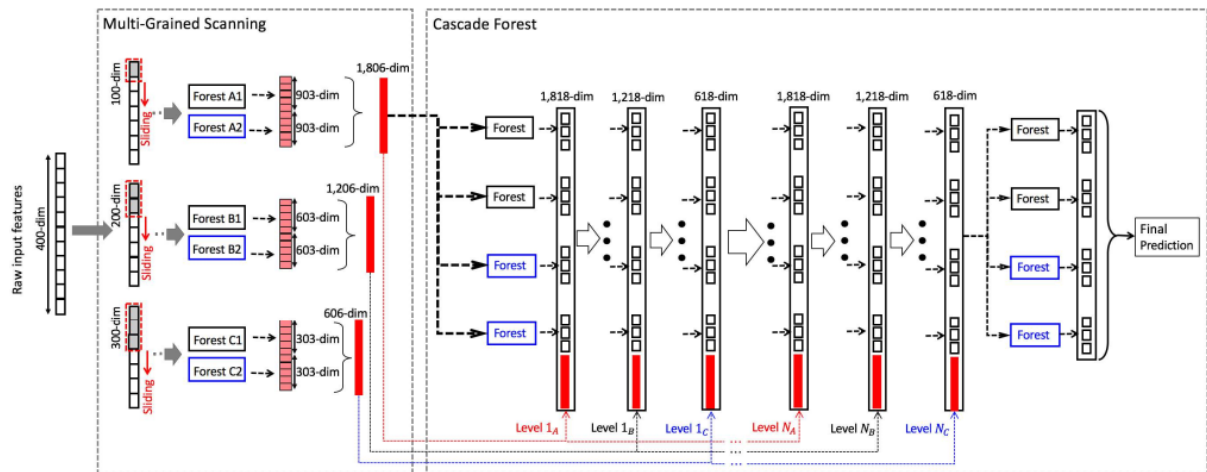 Multi-Grained Scanning
Cascade Forest
Raw input features
400-dim
100-dim
Sliding
Forest A1
Forest A2
903-dim
903-dim
1,806-dim
200-dim
Sliding
Forest B1
Forest B2
603-dim
603-dim
1,206-dim
300-dim
Sliding
Forest C1
Forest C2
303-dim
303-dim
606-dim
Forest
Forest
Forest
Forest
1,818-dim
1,218-dim
618-dim
1,818-dim
1,218-dim
618-dim
...
...
Level 1A
Level 1B
Level 1C
Level NA
Level NB
Level NC
Forest
Forest
Forest
Forest
Final
Prediction